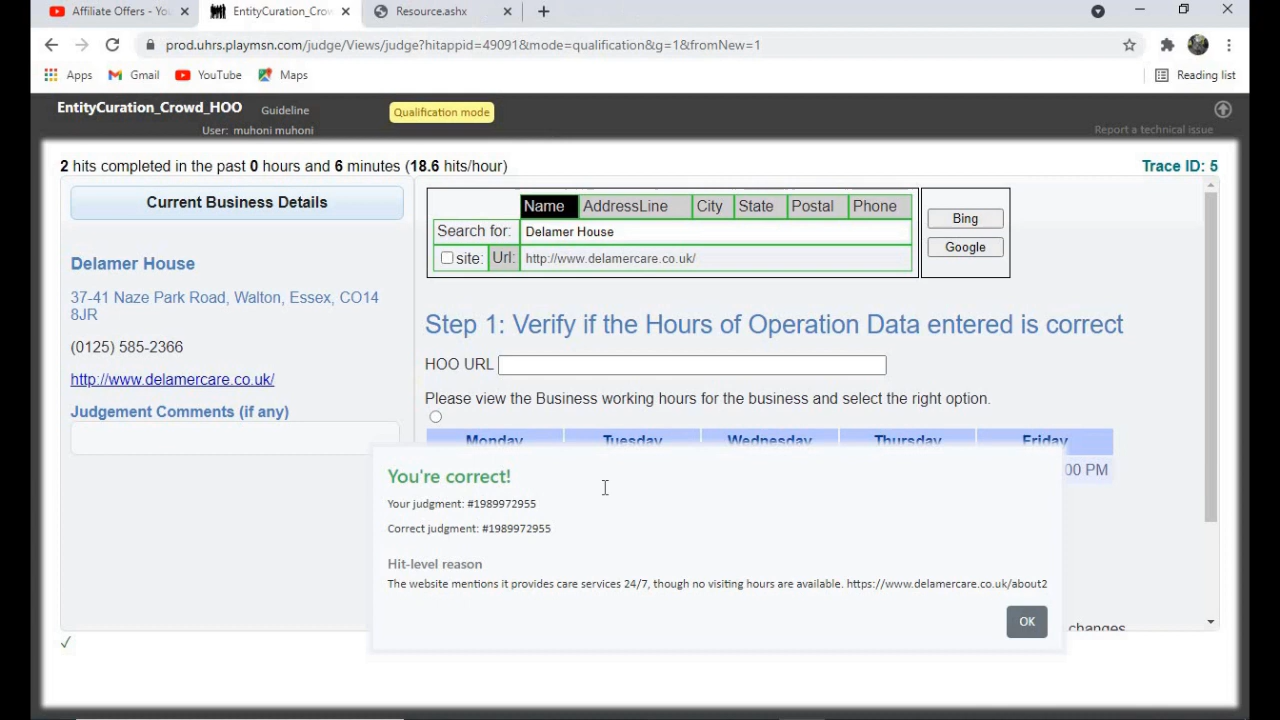 Affiliate Offers - You
EntityCuration_Crow
Resource.ashx
prod.uhrs.playmsn.com/judge/Views/judge?hitappid=49091&mode=qualification&g=1&fromNew=1
Apps
Gmail
YouTube
Maps
Reading list
EntityCuration_Crowd_HOO
Guideline
Qualification mode
User: muhoni muhoni
Report a technical issue
2 hits completed in the past 0 hours and 6 minutes (18.6 hits/hour)
Trace ID: 5
Current Business Details
Name AddressLine City State Postal Phone
Search for: Delamer House
site: Url: http://www.delamercare.co.uk/
Bing
Google
Delamer House
37-41 Naze Park Road, Walton, Essex, CO14
8JR
(0125) 585-2366
http://www.delamercare.co.uk/
Judgement Comments (if any)
Step 1: Verify if the Hours of Operation Data entered is correct
HOO URL
Please view the Business working hours for the business and select the right option.
Monday Tuesday Wednesday Thursday Friday
00 PM
You're correct!
Your judgment: #1989972955
Correct judgment: #1989972955
Hit-level reason
The website mentions it provides care services 24/7, though no visiting hours are available. https://www.delamercare.co.uk/about2
OK
changes